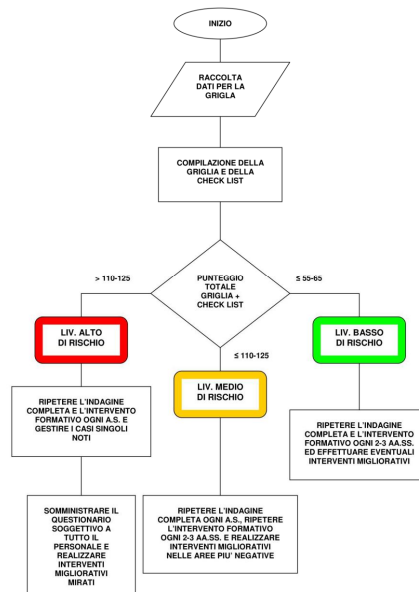 INIZIO
RACCOLTA
DATI PER LA
GRIGLA
COMPILAZIONE DELLA
GRIGLIA E DELLA
CHECK LIST
> 110-125
PUNTEGGIO
TOTALE
GRIGLIA +
CHECK LIST
≤ 55-65
LIV. ALTO
DI RISCHIO
LIV. BASSO
DI RISCHIO
≤ 110-125
LIV. MEDIO
DI RISCHIO
RIPETERE L'INDAGINE
COMPLETA E L'INTERVENTO
FORMATIVO OGNI A.S. E
GESTIRE I CASI SINGOLI
NOTI
RIPETERE L'INDAGINE
COMPLETA E L'INTERVENTO
FORMATIVO OGNI 2-3 AA.SS.
ED EFFETTUARE EVENTUALI
INTERVENTI MIGLIORATIVI
SOMMINISTRARE IL
QUESTIONARIO
SOGGETTIVO A
TUTTO IL
PERSONALE E
REALIZZARE
INTERVENTI
MIGLIORATIVI
MIRATI
RIPETERE L'INDAGINE
COMPLETA OGNI A.S., RIPETERE
L'INTERVENTO FORMATIVO
OGNI 2-3 AA.SS. E REALIZZARE
INTERVENTI MIGLIORATIVI
NELLE AREE PIU' NEGATIVE